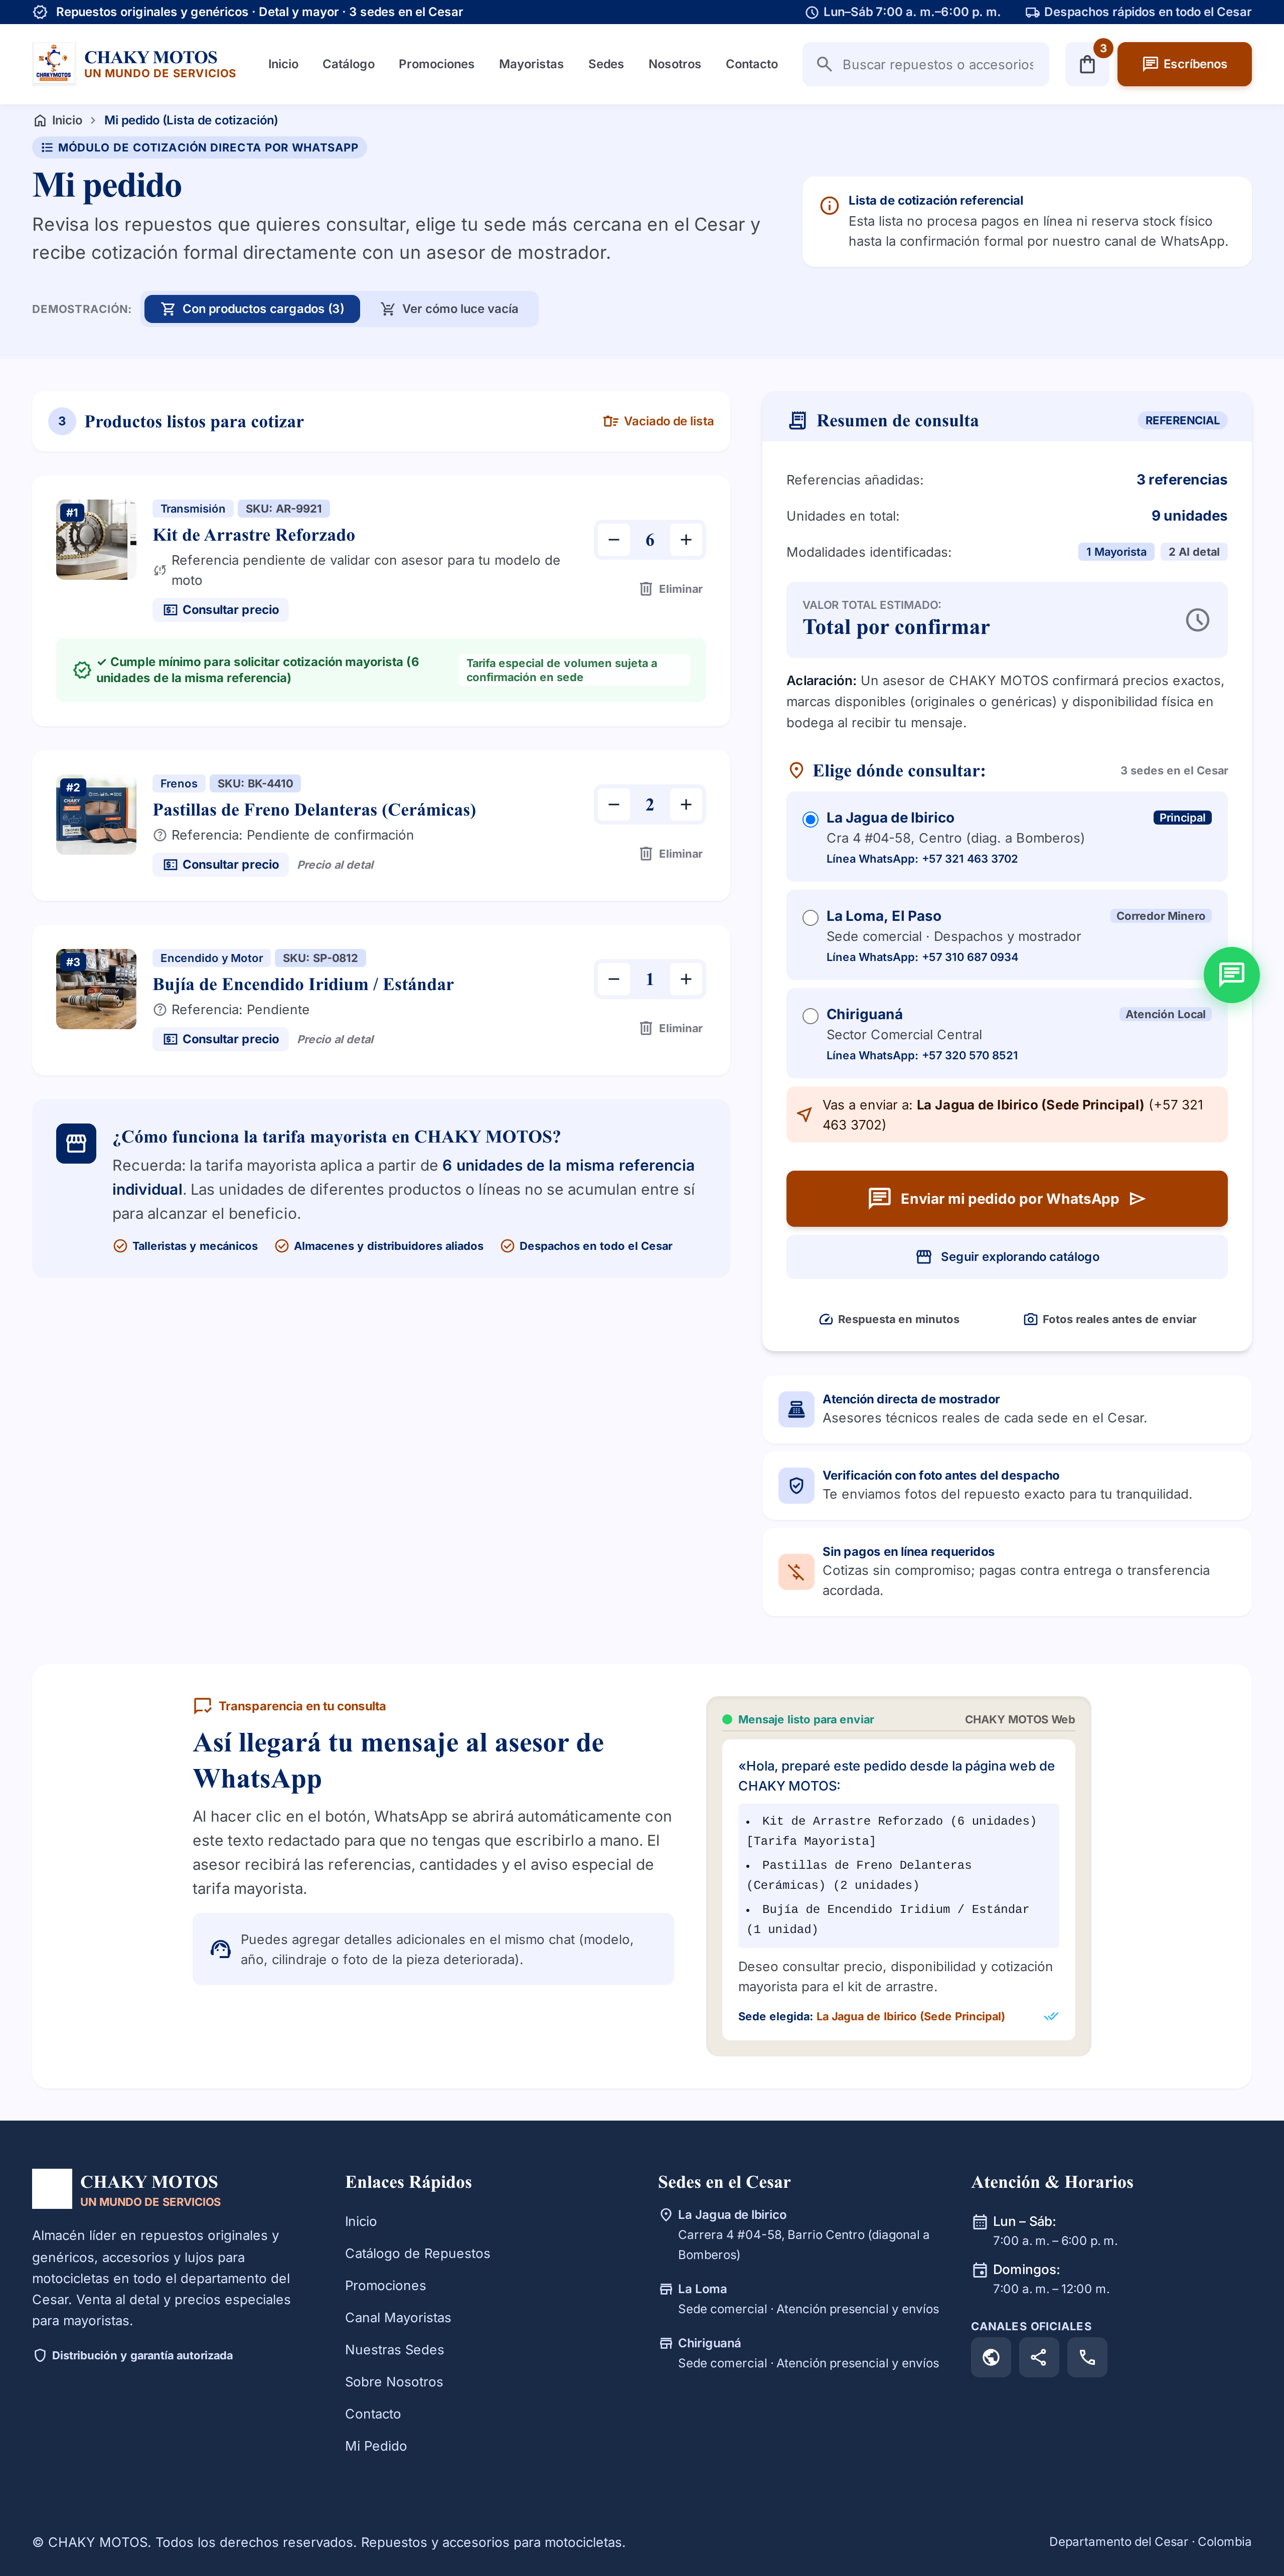 Repuestos originales y genéricos · Detal y mayor · 3 sedes en el Cesar
Lun–Sáb 7:00 a. m.–6:00 p. m.
Despachos rápidos en todo el Cesar
CHAKYMOTOS
CHAKY MOTOS
UN MUNDO DE SERVICIOS
Inicio
Catálogo
Promociones
Mayoristas
Sedes
Nosotros
Contacto
Buscar repuestos o accesorios
3
Escríbenos
Inicio
Mi pedido (Lista de cotización)
MÓDULO DE COTIZACIÓN DIRECTA POR WHATSAPP
Mi pedido
Revisa los repuestos que quieres consultar, elige tu sede más cercana en el Cesar y
recibe cotización formal directamente con un asesor de mostrador.
Lista de cotización referencial
Esta lista no procesa pagos en línea ni reserva stock físico
hasta la confirmación formal por nuestro canal de WhatsApp.
DEMOSTRACIÓN:
Con productos cargados (3)
Ver cómo luce vacía
3
Productos listos para cotizar
Vaciado de lista
#1
Transmisión
SKU: AR-9921
Kit de Arrastre Reforzado
Referencia pendiente de validar con asesor para tu modelo de
moto
Consultar precio
6
Eliminar
✓ Cumple mínimo para solicitar cotización mayorista (6
unidades de la misma referencia)
Tarifa especial de volumen sujeta a
confirmación en sede
#2
Frenos
SKU: BK-4410
Pastillas de Freno Delanteras (Cerámicas)
Referencia: Pendiente de confirmación
Consultar precio
Precio al detal
2
Eliminar
#3
Encendido y Motor
SKU: SP-0812
Bujía de Encendido Iridium / Estándar
Referencia: Pendiente
Consultar precio
Precio al detal
1
Eliminar
¿Cómo funciona la tarifa mayorista en CHAKY MOTOS?
Recuerda: la tarifa mayorista aplica a partir de 6 unidades de la misma referencia
individual. Las unidades de diferentes productos o líneas no se acumulan entre sí
para alcanzar el beneficio.
Talleristas y mecánicos
Almacenes y distribuidores aliados
Despachos en todo el Cesar
Resumen de consulta
REFERENCIAL
Referencias añadidas:
3 referencias
Unidades en total:
9 unidades
Modalidades identificadas:
1 Mayorista
2 Al detal
VALOR TOTAL ESTIMADO:
Total por confirmar
Aclaración: Un asesor de CHAKY MOTOS confirmará precios exactos,
marcas disponibles (originales o genéricas) y disponibilidad física en
bodega al recibir tu mensaje.
Elige dónde consultar:
3 sedes en el Cesar
La Jagua de Ibirico
Principal
Cra 4 #04-58, Centro (diag. a Bomberos)
Línea WhatsApp: +57 321 463 3702
La Loma, El Paso
Corredor Minero
Sede comercial · Despachos y mostrador
Línea WhatsApp: +57 310 687 0934
Chiriguaná
Atención Local
Sector Comercial Central
Línea WhatsApp: +57 320 570 8521
Vas a enviar a: La Jagua de Ibirico (Sede Principal) (+57 321
463 3702)
Enviar mi pedido por WhatsApp
Seguir explorando catálogo
Respuesta en minutos
Fotos reales antes de enviar
Atención directa de mostrador
Asesores técnicos reales de cada sede en el Cesar.
Verificación con foto antes del despacho
Te enviamos fotos del repuesto exacto para tu tranquilidad.
Sin pagos en línea requeridos
Cotizas sin compromiso; pagas contra entrega o transferencia
acordada.
Transparencia en tu consulta
Así llegará tu mensaje al asesor de
WhatsApp
Al hacer clic en el botón, WhatsApp se abrirá automáticamente con
este texto redactado para que no tengas que escribirlo a mano. El
asesor recibirá las referencias, cantidades y el aviso especial de
tarifa mayorista.
Puedes agregar detalles adicionales en el mismo chat (modelo,
año, cilindraje o foto de la pieza deteriorada).
Mensaje listo para enviar
CHAKY MOTOS Web
«Hola, preparé este pedido desde la página web de
CHAKY MOTOS:
• Kit de Arrastre Reforzado (6 unidades)
[Tarifa Mayorista]
• Pastillas de Freno Delanteras
(Cerámicas) (2 unidades)
• Bujía de Encendido Iridium / Estándar
(1 unidad)
Deseo consultar precio, disponibilidad y cotización
mayorista para el kit de arrastre.
Sede elegida: La Jagua de Ibirico (Sede Principal)
CHAKY MOTOS
UN MUNDO DE SERVICIOS
Almacén líder en repuestos originales y
genéricos, accesorios y lujos para
motocicletas en todo el departamento del
Cesar. Venta al detal y precios especiales
para mayoristas.
Distribución y garantía autorizada
Enlaces Rápidos
Inicio
Catálogo de Repuestos
Promociones
Canal Mayoristas
Nuestras Sedes
Sobre Nosotros
Contacto
Mi Pedido
Sedes en el Cesar
La Jagua de Ibirico
Carrera 4 #04-58, Barrio Centro (diagonal a
Bomberos)
La Loma
Sede comercial · Atención presencial y envíos
Chiriguaná
Sede comercial · Atención presencial y envíos
Atención & Horarios
Lun – Sáb:
7:00 a. m. – 6:00 p. m.
Domingos:
7:00 a. m. – 12:00 m.
CANALES OFICIALES
© CHAKY MOTOS. Todos los derechos reservados. Repuestos y accesorios para motocicletas.
Departamento del Cesar · Colombia